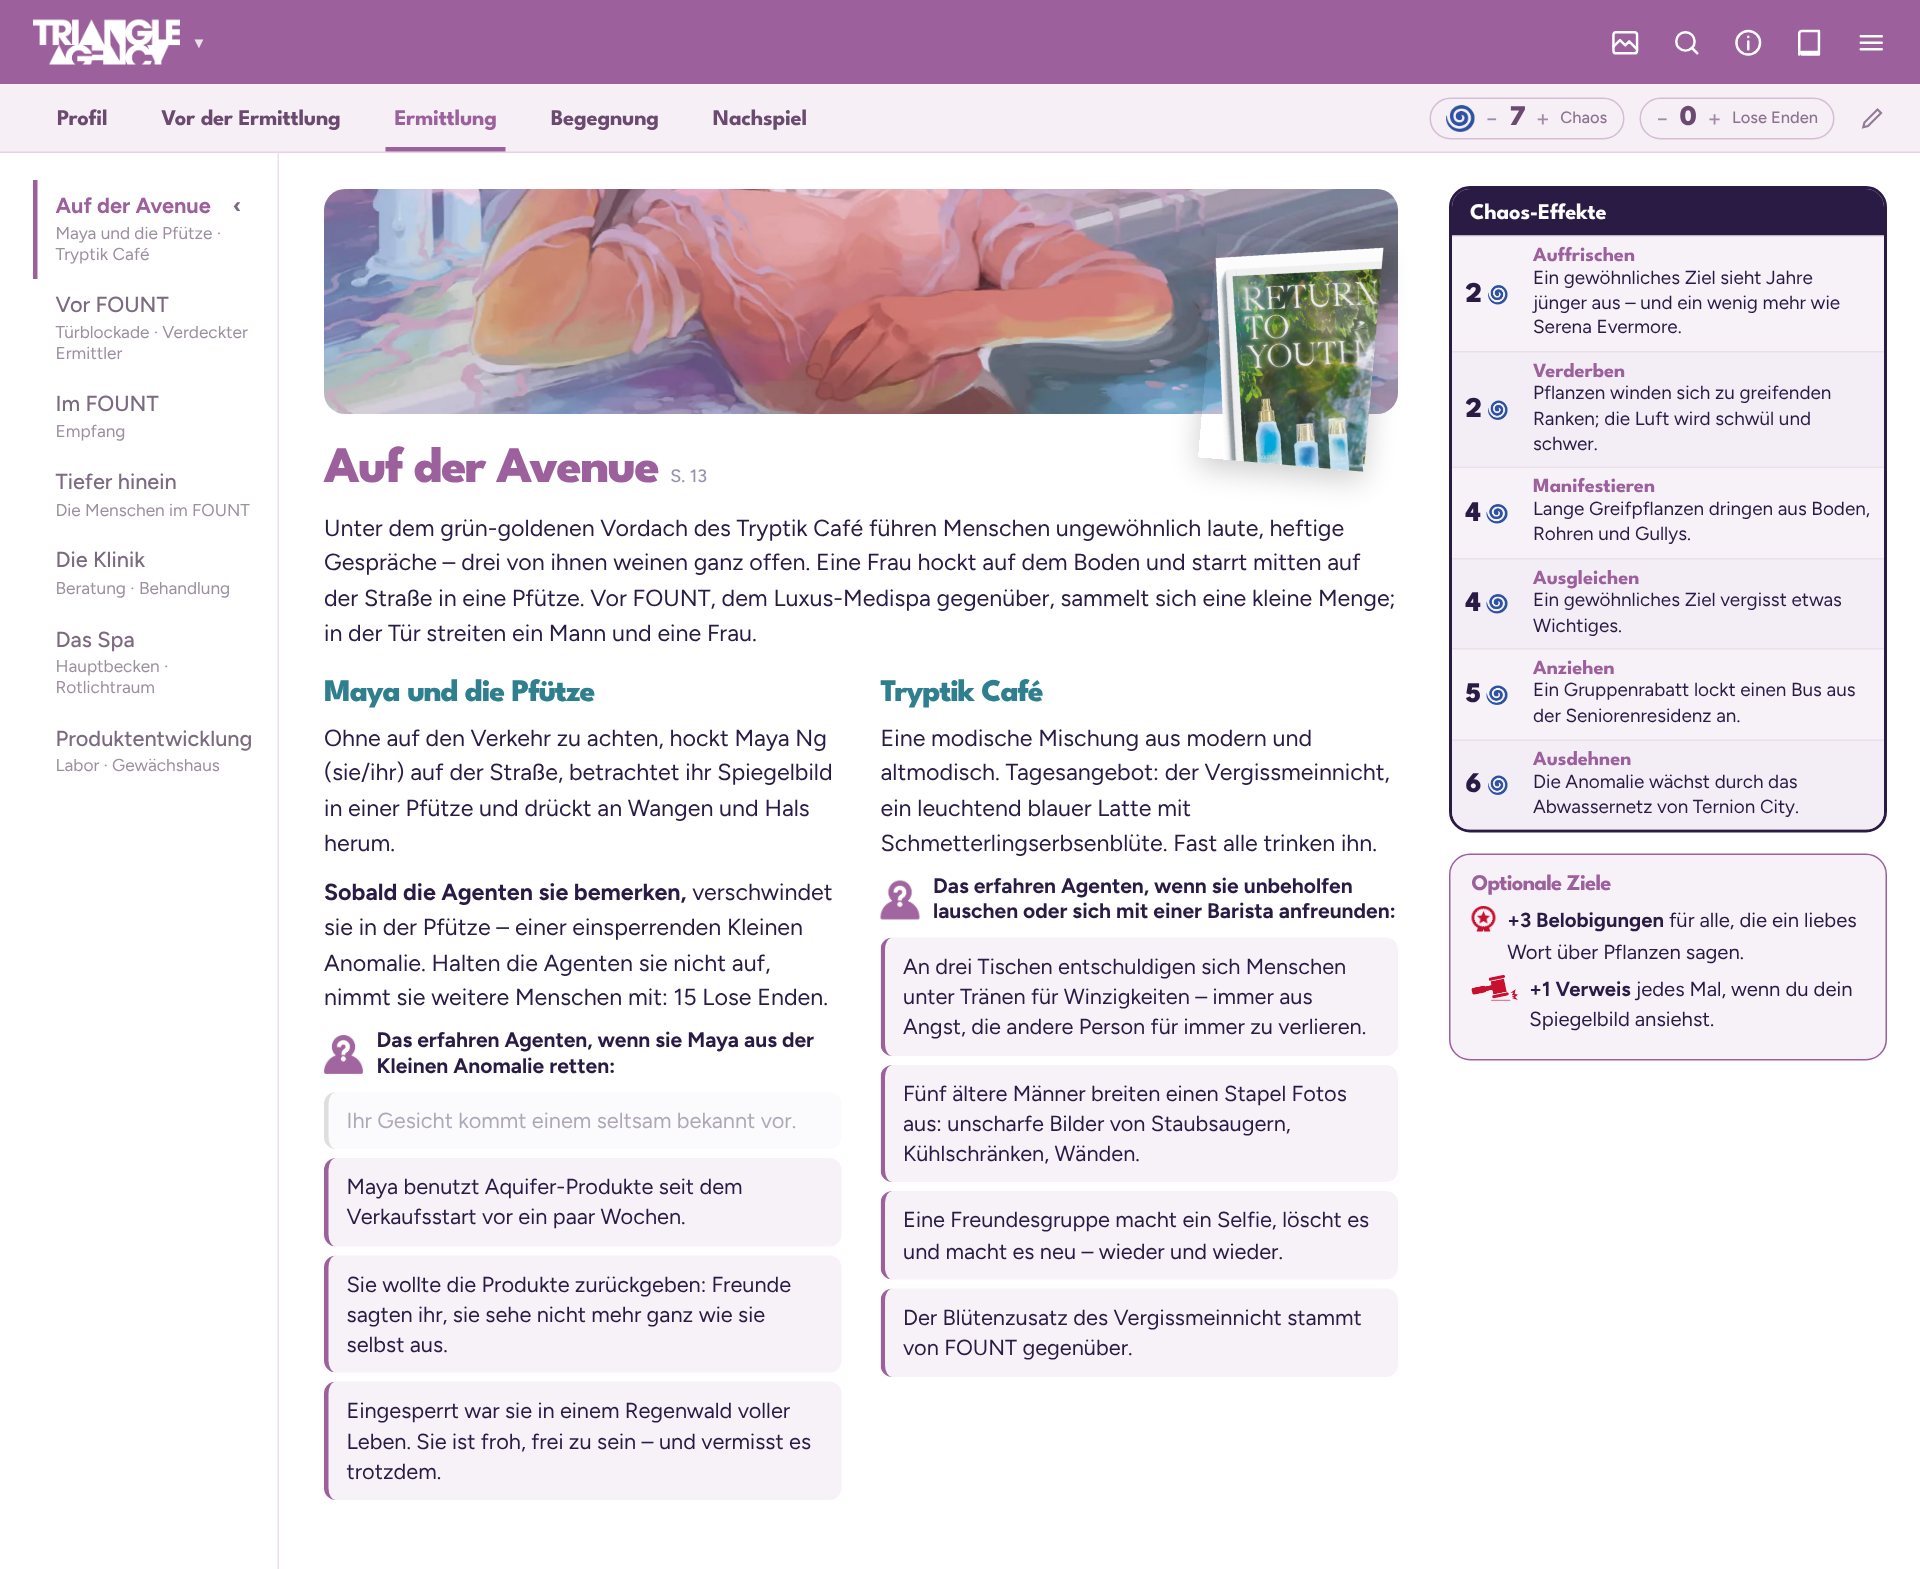 TRIANGLE
AGENCY
Profil
Vor der Ermittlung
Ermittlung
Begegnung
Nachspiel
– 7 + Chaos
– 0 + Lose Enden
Auf der Avenue
Maya und die Pfütze ·
Tryptik Café
Vor FOUNT
Türblockade · Verdeckter
Ermittler
Im FOUNT
Empfang
Tiefer hinein
Die Menschen im FOUNT
Die Klinik
Beratung · Behandlung
Das Spa
Hauptbecken ·
Rotlichtraum
Produktentwicklung
Labor · Gewächshaus
RETURN
TO
YOUTH
Auf der Avenue S. 13
Unter dem grün-goldenen Vordach des Tryptik Café führen Menschen ungewöhnlich laute, heftige
Gespräche – drei von ihnen weinen ganz offen. Eine Frau hockt auf dem Boden und starrt mitten auf
der Straße in eine Pfütze. Vor FOUNT, dem Luxus-Medispa gegenüber, sammelt sich eine kleine Menge;
in der Tür streiten ein Mann und eine Frau.
Maya und die Pfütze
Ohne auf den Verkehr zu achten, hockt Maya Ng
(sie/ihr) auf der Straße, betrachtet ihr Spiegelbild
in einer Pfütze und drückt an Wangen und Hals
herum.
Sobald die Agenten sie bemerken, verschwindet
sie in der Pfütze – einer einsperrenden Kleinen
Anomalie. Halten die Agenten sie nicht auf,
nimmt sie weitere Menschen mit: 15 Lose Enden.
Das erfahren Agenten, wenn sie Maya aus der
Kleinen Anomalie retten:
Ihr Gesicht kommt einem seltsam bekannt vor.
Maya benutzt Aquifer-Produkte seit dem
Verkaufsstart vor ein paar Wochen.
Sie wollte die Produkte zurückgeben: Freunde
sagten ihr, sie sehe nicht mehr ganz wie sie
selbst aus.
Eingesperrt war sie in einem Regenwald voller
Leben. Sie ist froh, frei zu sein – und vermisst es
trotzdem.
Tryptik Café
Eine modische Mischung aus modern und
altmodisch. Tagesangebot: der Vergissmeinnicht,
ein leuchtend blauer Latte mit
Schmetterlingserbsenblüte. Fast alle trinken ihn.
Das erfahren Agenten, wenn sie unbeholfen
lauschen oder sich mit einer Barista anfreunden:
An drei Tischen entschuldigen sich Menschen
unter Tränen für Winzigkeiten – immer aus
Angst, die andere Person für immer zu verlieren.
Fünf ältere Männer breiten einen Stapel Fotos
aus: unscharfe Bilder von Staubsaugern,
Kühlschränken, Wänden.
Eine Freundesgruppe macht ein Selfie, löscht es
und macht es neu – wieder und wieder.
Der Blütenzusatz des Vergissmeinnicht stammt
von FOUNT gegenüber.
Chaos-Effekte
2
Auffrischen
Ein gewöhnliches Ziel sieht Jahre
jünger aus – und ein wenig mehr wie
Serena Evermore.
2
Verderben
Pflanzen winden sich zu greifenden
Ranken; die Luft wird schwül und
schwer.
4
Manifestieren
Lange Greifpflanzen dringen aus Boden,
Rohren und Gullys.
4
Ausgleichen
Ein gewöhnliches Ziel vergisst etwas
Wichtiges.
5
Anziehen
Ein Gruppenrabatt lockt einen Bus aus
der Seniorenresidenz an.
6
Ausdehnen
Die Anomalie wächst durch das
Abwassernetz von Ternion City.
Optionale Ziele
+3 Belobigungen für alle, die ein liebes
Wort über Pflanzen sagen.
+1 Verweis jedes Mal, wenn du dein
Spiegelbild ansiehst.